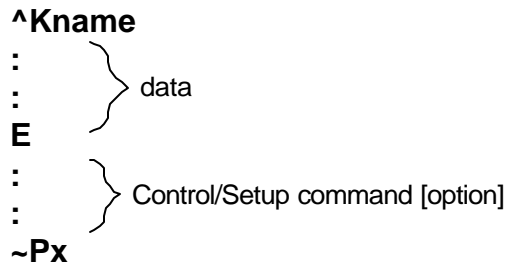 ^Kname
:
: data
E
:
: Control/Setup command [option]
~Px